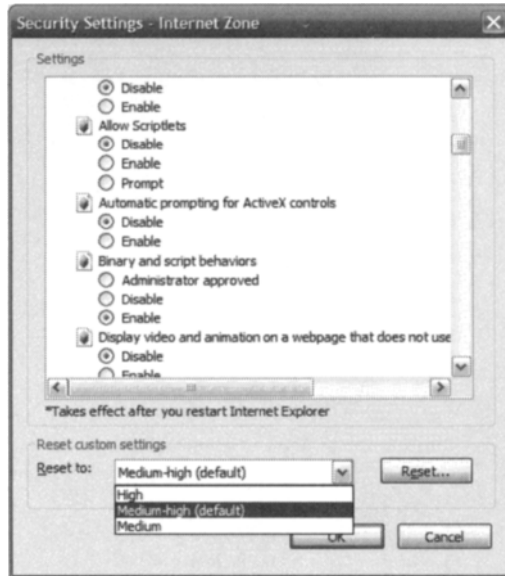 Security Settings - Internet Zone
Settings
Disable
Enable
Allow Scriptlets
Disable
Enable
Prompt
Automatic prompting for ActiveX controls
Disable
Enable
Binary and script behaviors
Administrator approved
Disable
Enable
Display video and animation on a webpage that does not use
Disable
Enable
*Takes effect after you restart Internet Explorer
Reset custom settings
Reset to: Medium-high (default) Reset...
High
Medium-high (default)
Medium
OK Cancel